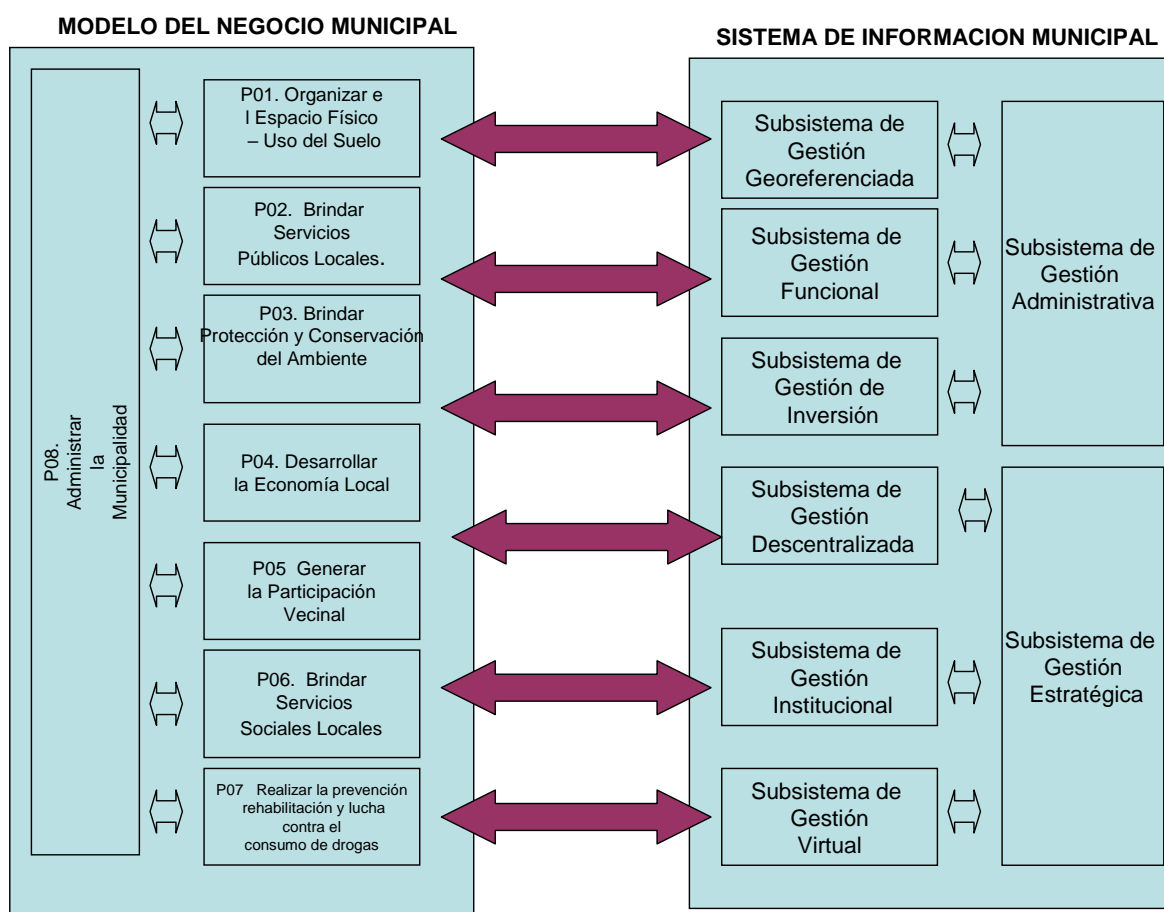 MODELO DEL NEGOCIO MUNICIPAL
P08.
Administrar
la
Municipalidad
P01. Organizar e
l Espacio Físico
– Uso del Suelo
P02. Brindar
Servicios
Públicos Locales.
P03. Brindar
Protección y Conservación
del Ambiente
P04. Desarrollar
la Economía Local
P05 Generar
la Participación
Vecinal
P06. Brindar
Servicios
Sociales Locales
P07 Realizar la prevención
rehabilitación y lucha
contra el
consumo de drogas
SISTEMA DE INFORMACION MUNICIPAL
Subsistema de
Gestión
Georeferenciada
Subsistema de
Gestión
Funcional
Subsistema de
Gestión de
Inversión
Subsistema de
Gestión
Descentralizada
Subsistema de
Gestión
Institucional
Subsistema de
Gestión
Virtual
Subsistema de
Gestión
Administrativa
Subsistema de
Gestión
Estratégica